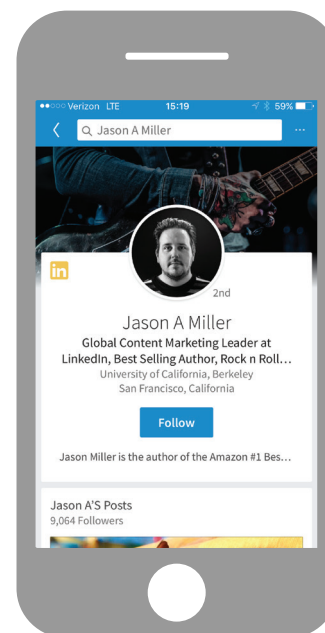 Verizon LTE 15:19 59%
Jason A Miller
in
2nd
Jason A Miller
Global Content Marketing Leader at
LinkedIn, Best Selling Author, Rock n Roll…
University of California, Berkeley
San Francisco, California
Follow
Jason Miller is the author of the Amazon #1 Bes…
Jason A'S Posts
9,064 Followers